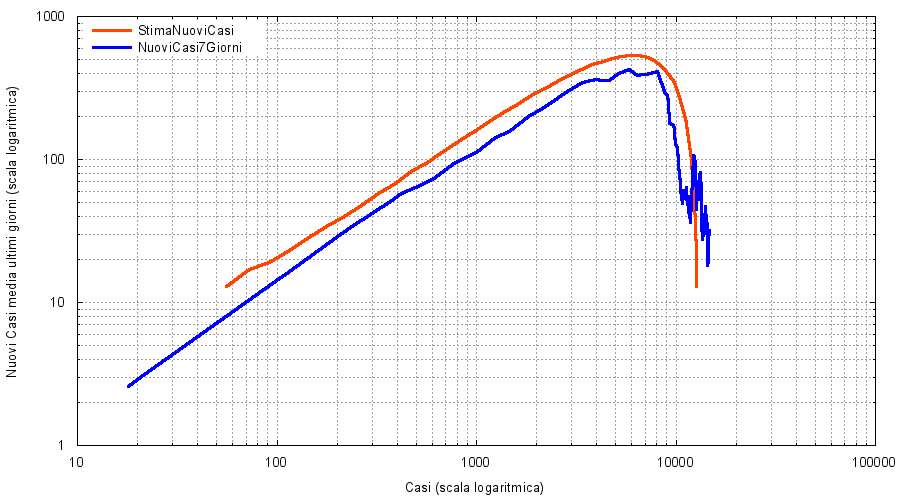 1000
StimaNuoviCasi
NuoviCasi7Giorni
100
10
1
10 100 1000 10000 100000
Nuovi Casi media ultimi giorni (scala logaritmica)
Casi (scala logaritmica)